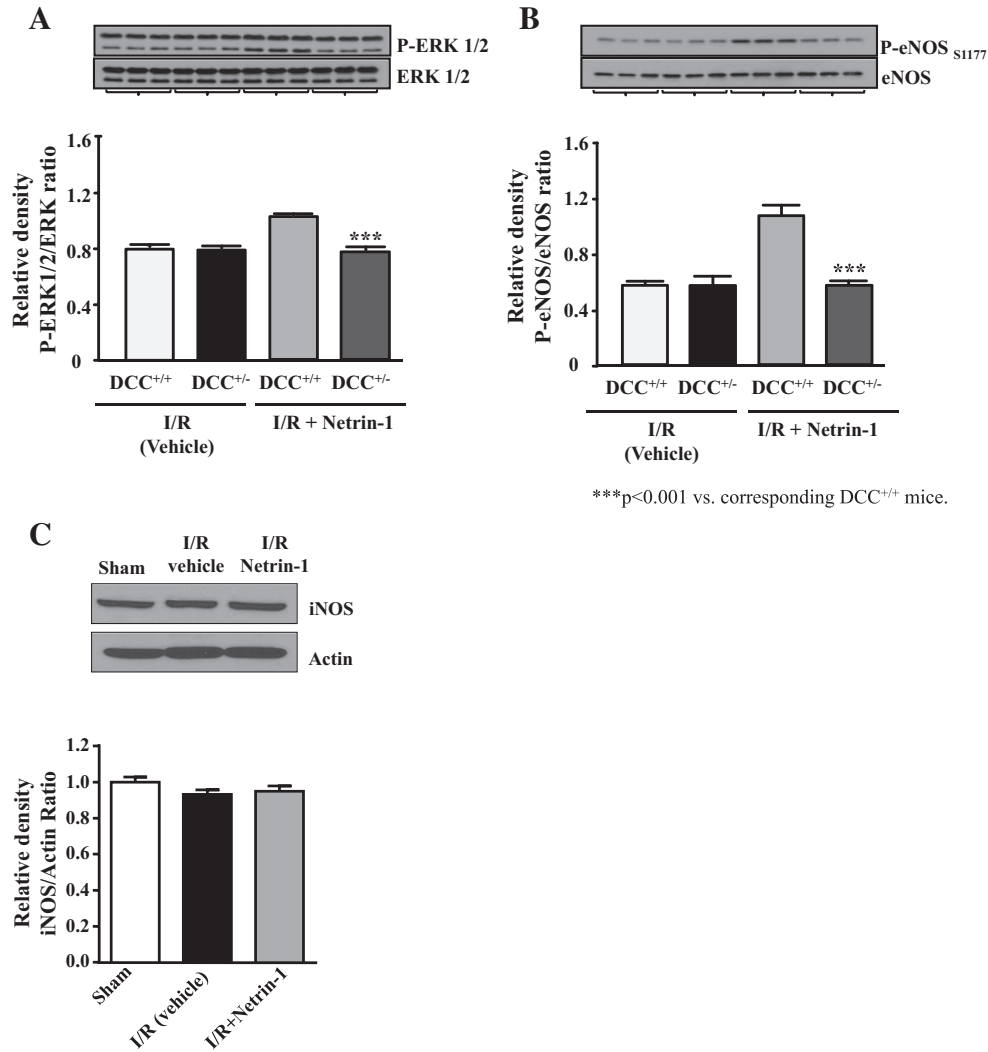 A
P-ERK 1/2
ERK 1/2
Relative density
P-ERK1/2/ERK ratio
1.6
1.2
0.8
0.4
0
***
DCC+/+ DCC+/- DCC+/+ DCC+/-
I/R
(Vehicle)
I/R + Netrin-1
B
P-eNOS S1177
eNOS
Relative density
P-eNOS/eNOS ratio
1.6
1.2
0.8
0.4
0
***
DCC+/+ DCC+/- DCC+/+ DCC+/-
I/R
(Vehicle)
I/R + Netrin-1
***p<0.001 vs. corresponding DCC+/+ mice.
C
Sham
I/R
vehicle
I/R
Netrin-1
iNOS
Actin
Relative density
iNOS/Actin Ratio
1.2
1.0
0.8
0.6
0.4
0.2
0.0
Sham
I/R (vehicle)
I/R+Netrin-1